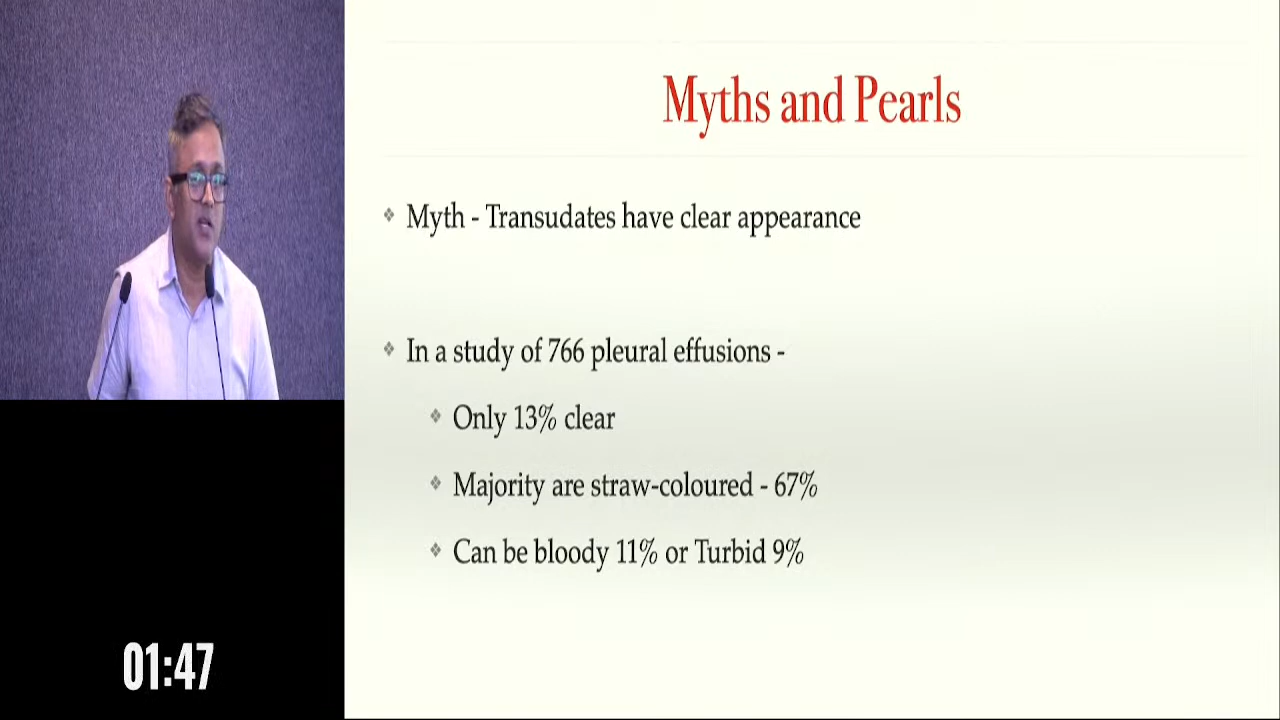 Myths and Pearls
Myth - Transudates have clear appearance
In a study of 766 pleural effusions -
Only 13% clear
Majority are straw-coloured - 67%
Can be bloody 11% or Turbid 9%
01:47